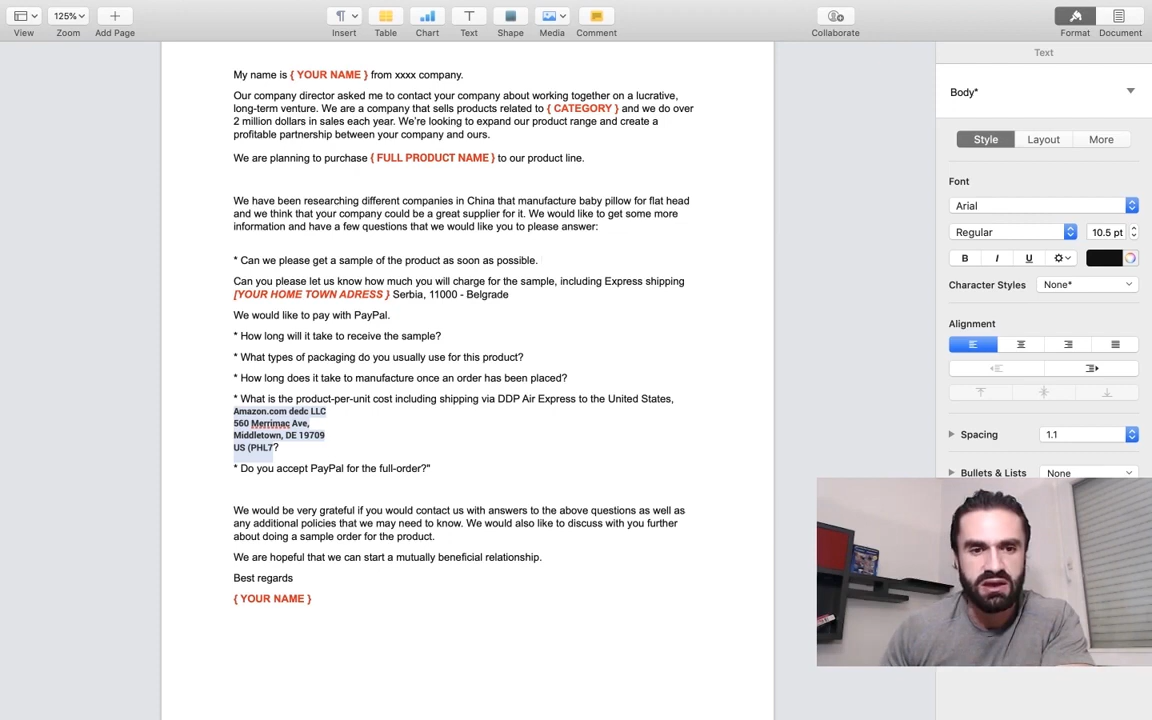 View
125%
Zoom
Add Page
Insert
Table
Chart
Text
Shape
Media
Comment
Collaborate
Format
Document
My name is { YOUR NAME } from xxxx company.
Our company director asked me to contact your company about working together on a lucrative,
long-term venture. We are a company that sells products related to { CATEGORY } and we do over
2 million dollars in sales each year. We're looking to expand our product range and create a
profitable partnership between your company and ours.
We are planning to purchase { FULL PRODUCT NAME } to our product line.
We have been researching different companies in China that manufacture baby pillow for flat head
and we think that your company could be a great supplier for it. We would like to get some more
information and have a few questions that we would like you to please answer:
* Can we please get a sample of the product as soon as possible.
Can you please let us know how much you will charge for the sample, including Express shipping
[YOUR HOME TOWN ADRESS } Serbia, 11000 - Belgrade
We would like to pay with PayPal.
* How long will it take to receive the sample?
* What types of packaging do you usually use for this product?
* How long does it take to manufacture once an order has been placed?
* What is the product-per-unit cost including shipping via DDP Air Express to the United States,
Amazon.com dedc LLC
560 Merrimac Ave,
Middletown, DE 19709
US (PHL7?
* Do you accept PayPal for the full-order?"
We would be very grateful if you would contact us with answers to the above questions as well as
any additional policies that we may need to know. We would also like to discuss with you further
about doing a sample order for the product.
We are hopeful that we can start a mutually beneficial relationship.
Best regards
{ YOUR NAME }
Text
Body*
Style
Layout
More
Font
Arial
Regular
10.5 pt
B
I
U
Character Styles
None*
Alignment
Spacing
1.1
Bullets & Lists
None